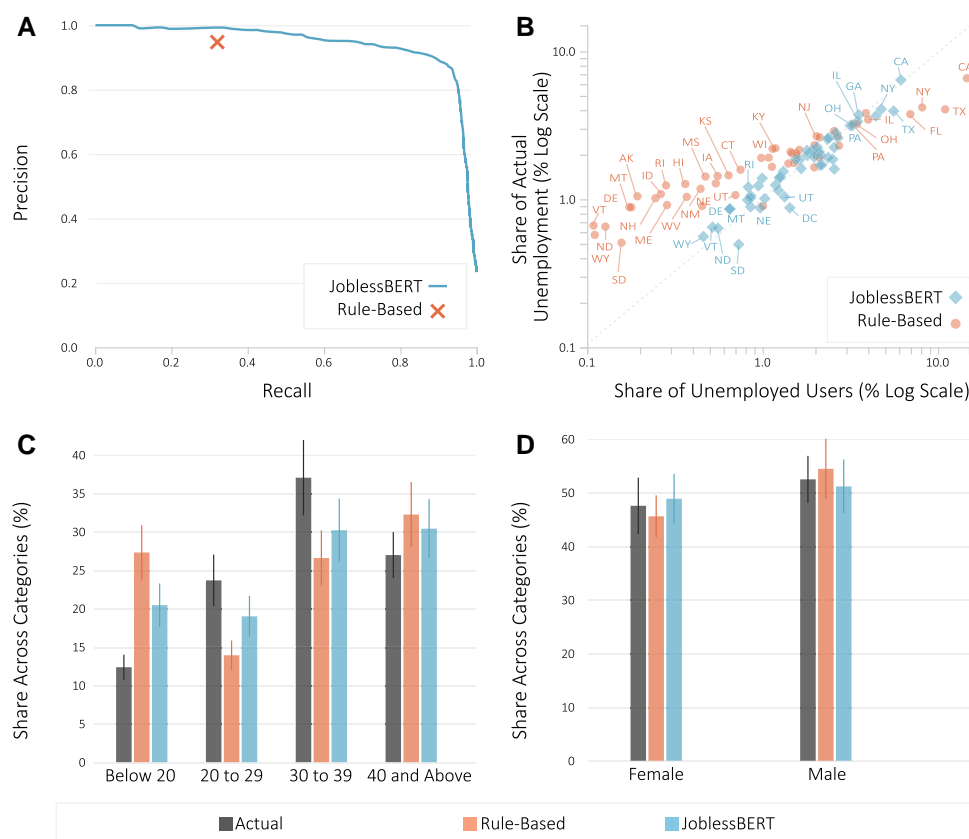 A
Precision
1.0
0.8
0.6
0.4
0.2
0.0
JoblessBERT
Rule-Based
0.0 0.2 0.4 0.6 0.8 1.0
Recall
B
Share of Actual
Unemployment (% Log Scale)
10.0
1.0
0.1
CA
IL
GA
NY
CA
NY
TX
OH
IL
TX
FL
OH
PA
PA
NJ
KY
WI
KS
CT
MS
IA
AK
RI
HI
ID
MT
DE
VT
NH
ME
WV
NM
NE
UT
RI
UT
DE
MT
NE
DC
ND
WY
SD
WY
VT
ND
SD
JoblessBERT
Rule-Based
0.1 1.0 10.0
Share of Unemployed Users (% Log Scale)
C
Share Across Categories (%)
40
35
30
25
20
15
10
5
0
Below 20 20 to 29 30 to 39 40 and Above
D
Share Across Categories (%)
60
50
40
30
20
10
0
Female Male
Actual Rule-Based JoblessBERT